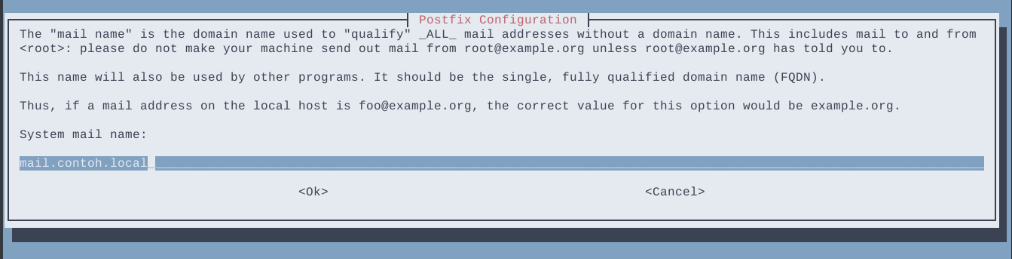 Postfix Configuration
The "mail name" is the domain name used to "qualify" _ALL_ mail addresses without a domain name. This includes mail to and from
<root>: please do not make your machine send out mail from root@example.org unless root@example.org has told you to.
This name will also be used by other programs. It should be the single, fully qualified domain name (FQDN).
Thus, if a mail address on the local host is foo@example.org, the correct value for this option would be example.org.
System mail name:
mail.contoh.local
<Ok> <Cancel>